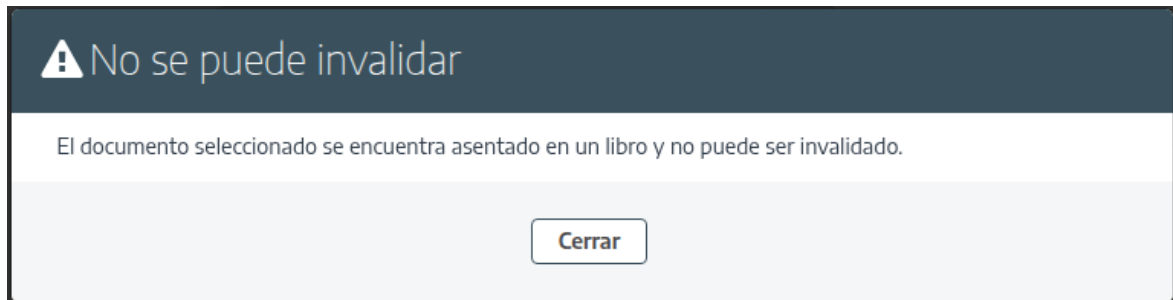 No se puede invalidar
El documento seleccionado se encuentra asentado en un libro y no puede ser invalidado.
Cerrar